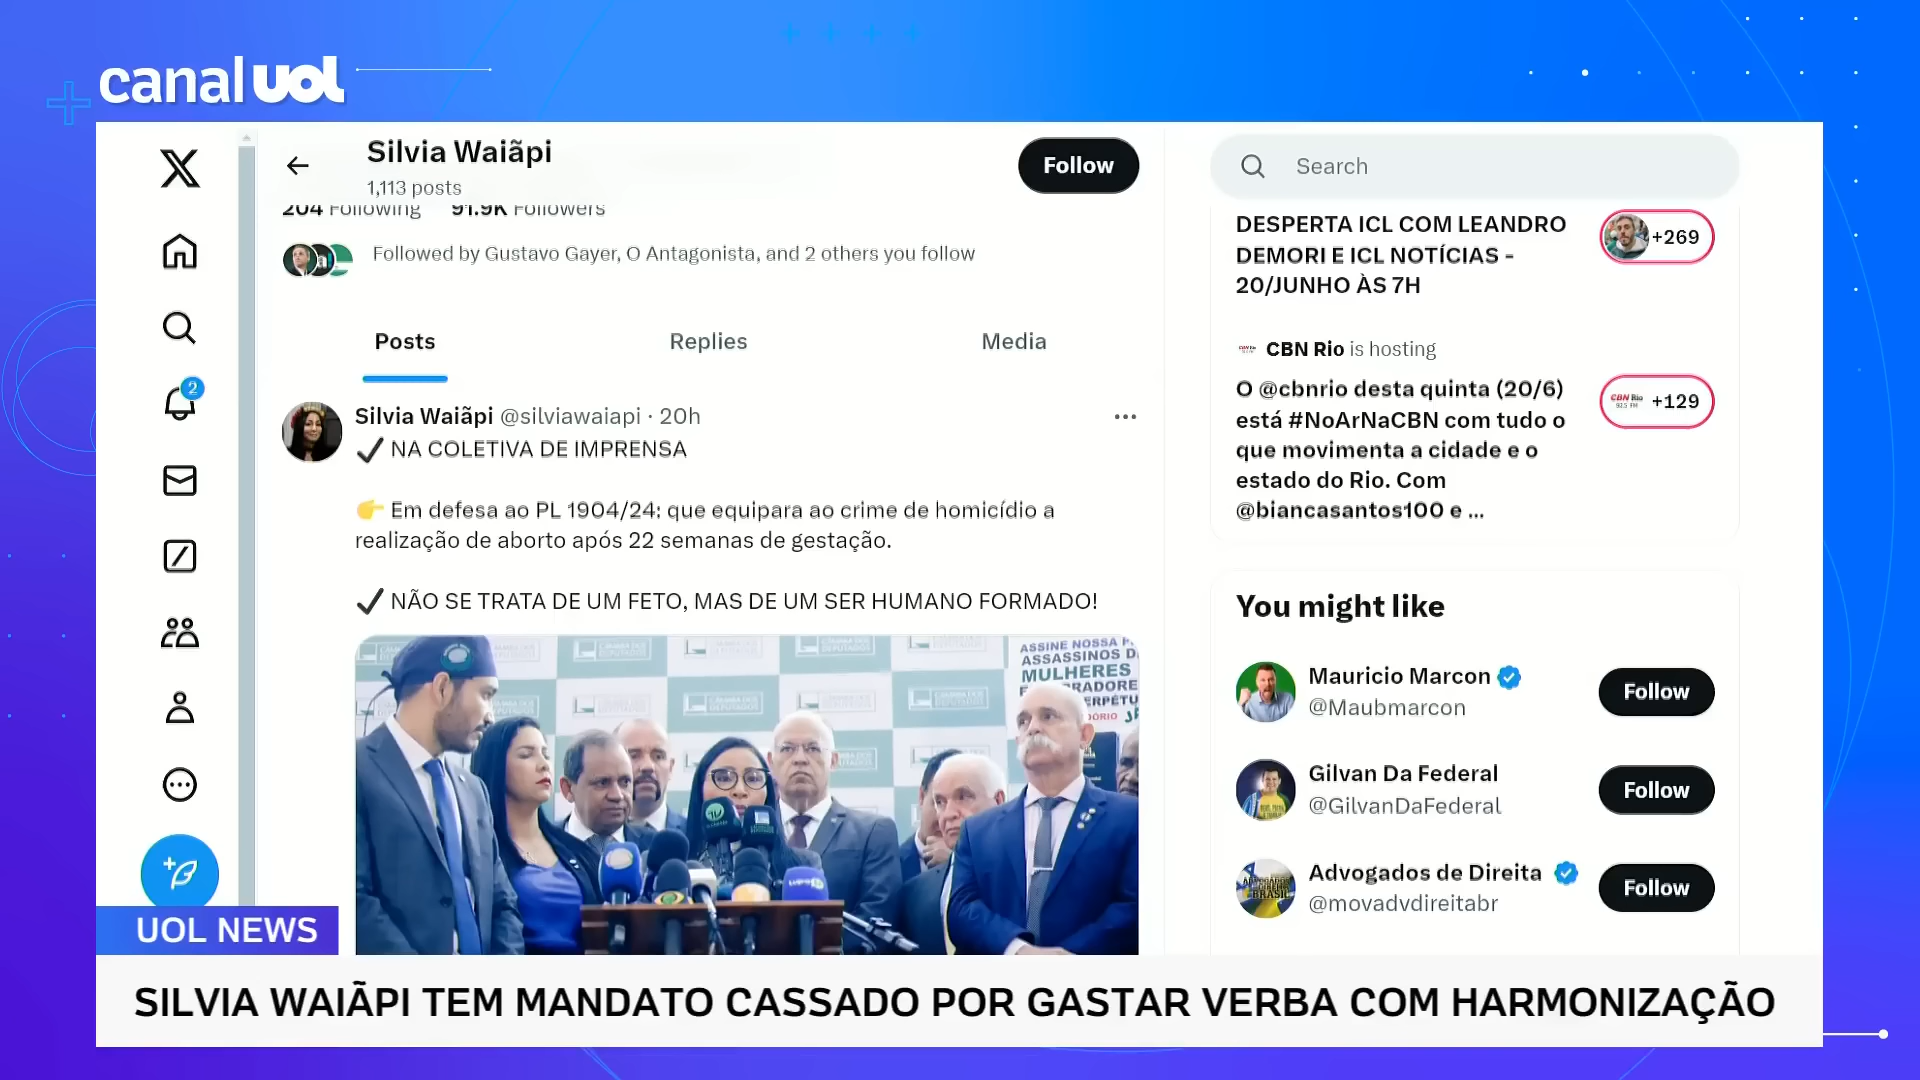 canal uol
Silvia Waiãpi
1,113 posts
Follow
204 Following 91.9K Followers
Followed by Gustavo Gayer, O Antagonista, and 2 others you follow
Posts Replies Media
2
Silvia Waiãpi @silviawaiapi · 20h
NA COLETIVA DE IMPRENSA
Em defesa ao PL 1904/24: que equipara ao crime de homicídio a
realização de aborto após 22 semanas de gestação.
NÃO SE TRATA DE UM FETO, MAS DE UM SER HUMANO FORMADO!
ASSINE NOSSA
ASSASSINOS D
MULHERES
Search
DESPERTA ICL COM LEANDRO
DEMORI E ICL NOTÍCIAS -
20/JUNHO ÀS 7H
+269
CBN Rio is hosting
O @cbnrio desta quinta (20/6)
está #NoArNaCBN com tudo o
que movimenta a cidade e o
estado do Rio. Com
@biancasantos100 e ...
CBN Rio
+129
You might like
Mauricio Marcon
@Maubmarcon
Follow
Gilvan Da Federal
@GilvanDaFederal
Follow
Advogados de Direita
@movadvdireitabr
Follow
UOL NEWS
SILVIA WAIÃPI TEM MANDATO CASSADO POR GASTAR VERBA COM HARMONIZAÇÃO